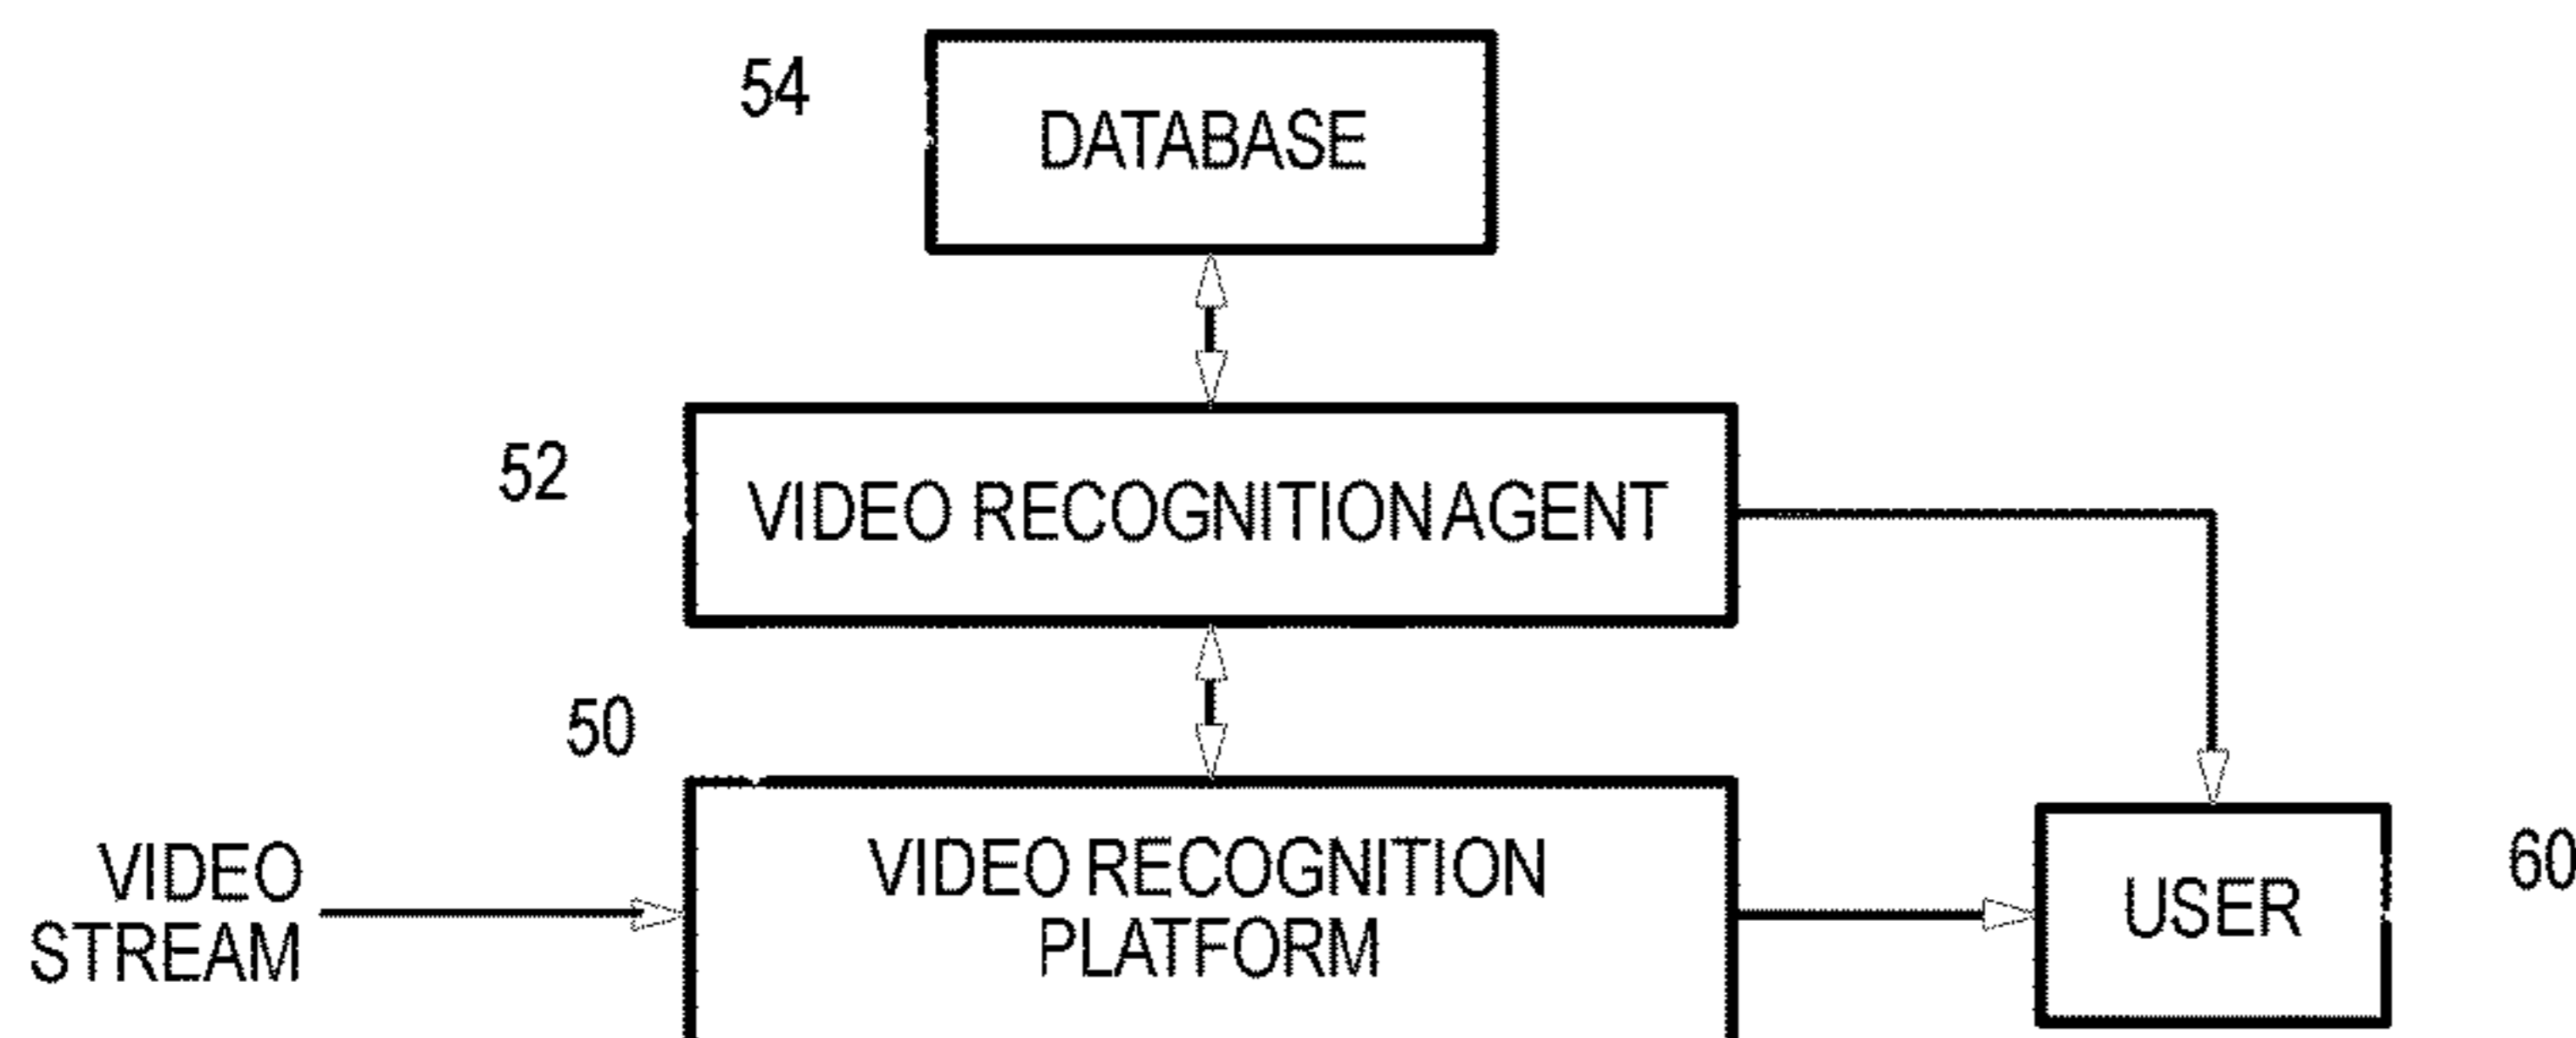 54
DATABASE
52
VIDEO RECOGNITION AGENT
50
VIDEO
STREAM
VIDEO RECOGNITION
PLATFORM
USER
60